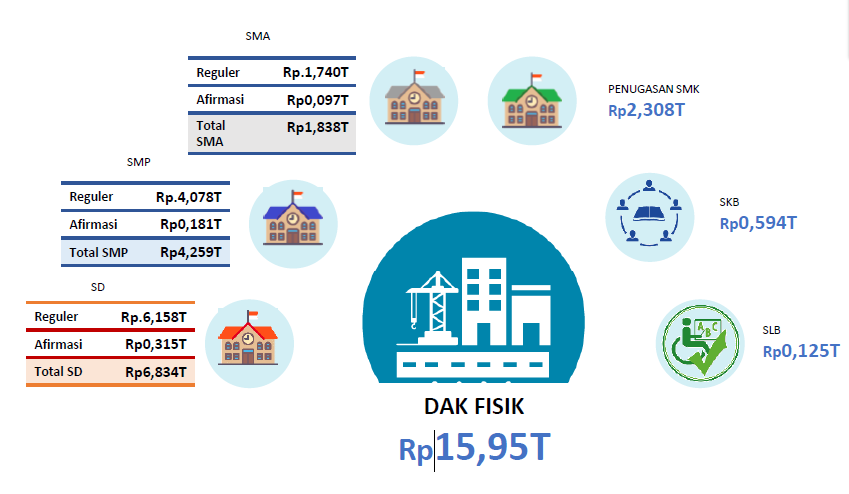 SMA
Reguler Rp.1,740T
Afirmasi Rp0,097T
Total SMA Rp1,838T
PENUGASAN SMK
Rp2,308T
SMP
Reguler Rp.4,078T
Afirmasi Rp0,181T
Total SMP Rp4,259T
SKB
Rp0,594T
SD
Reguler Rp.6,158T
Afirmasi Rp0,315T
Total SD Rp6,834T
A B C
SLB
Rp0,125T
DAK FISIK
Rp15,95T